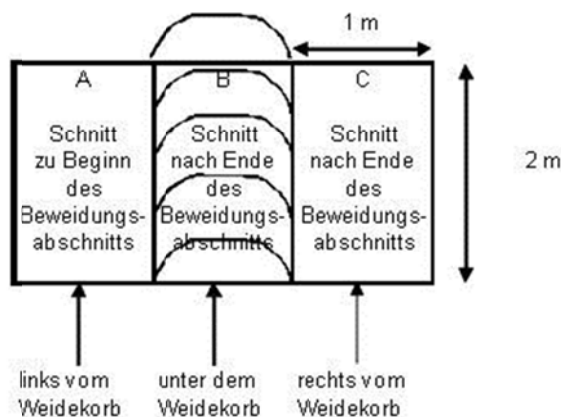 1 m
A
B
C
Schnitt
zu Beginn
des
Beweidungs-
abschnitts
Schnitt
nach Ende
des
Beweidungs-
abschnitts
Schnitt
nach Ende
des
Beweidungs-
abschnitts
2 m
links vom
Weidekorb
unter dem
Weidekorb
rechts vom
Weidekorb